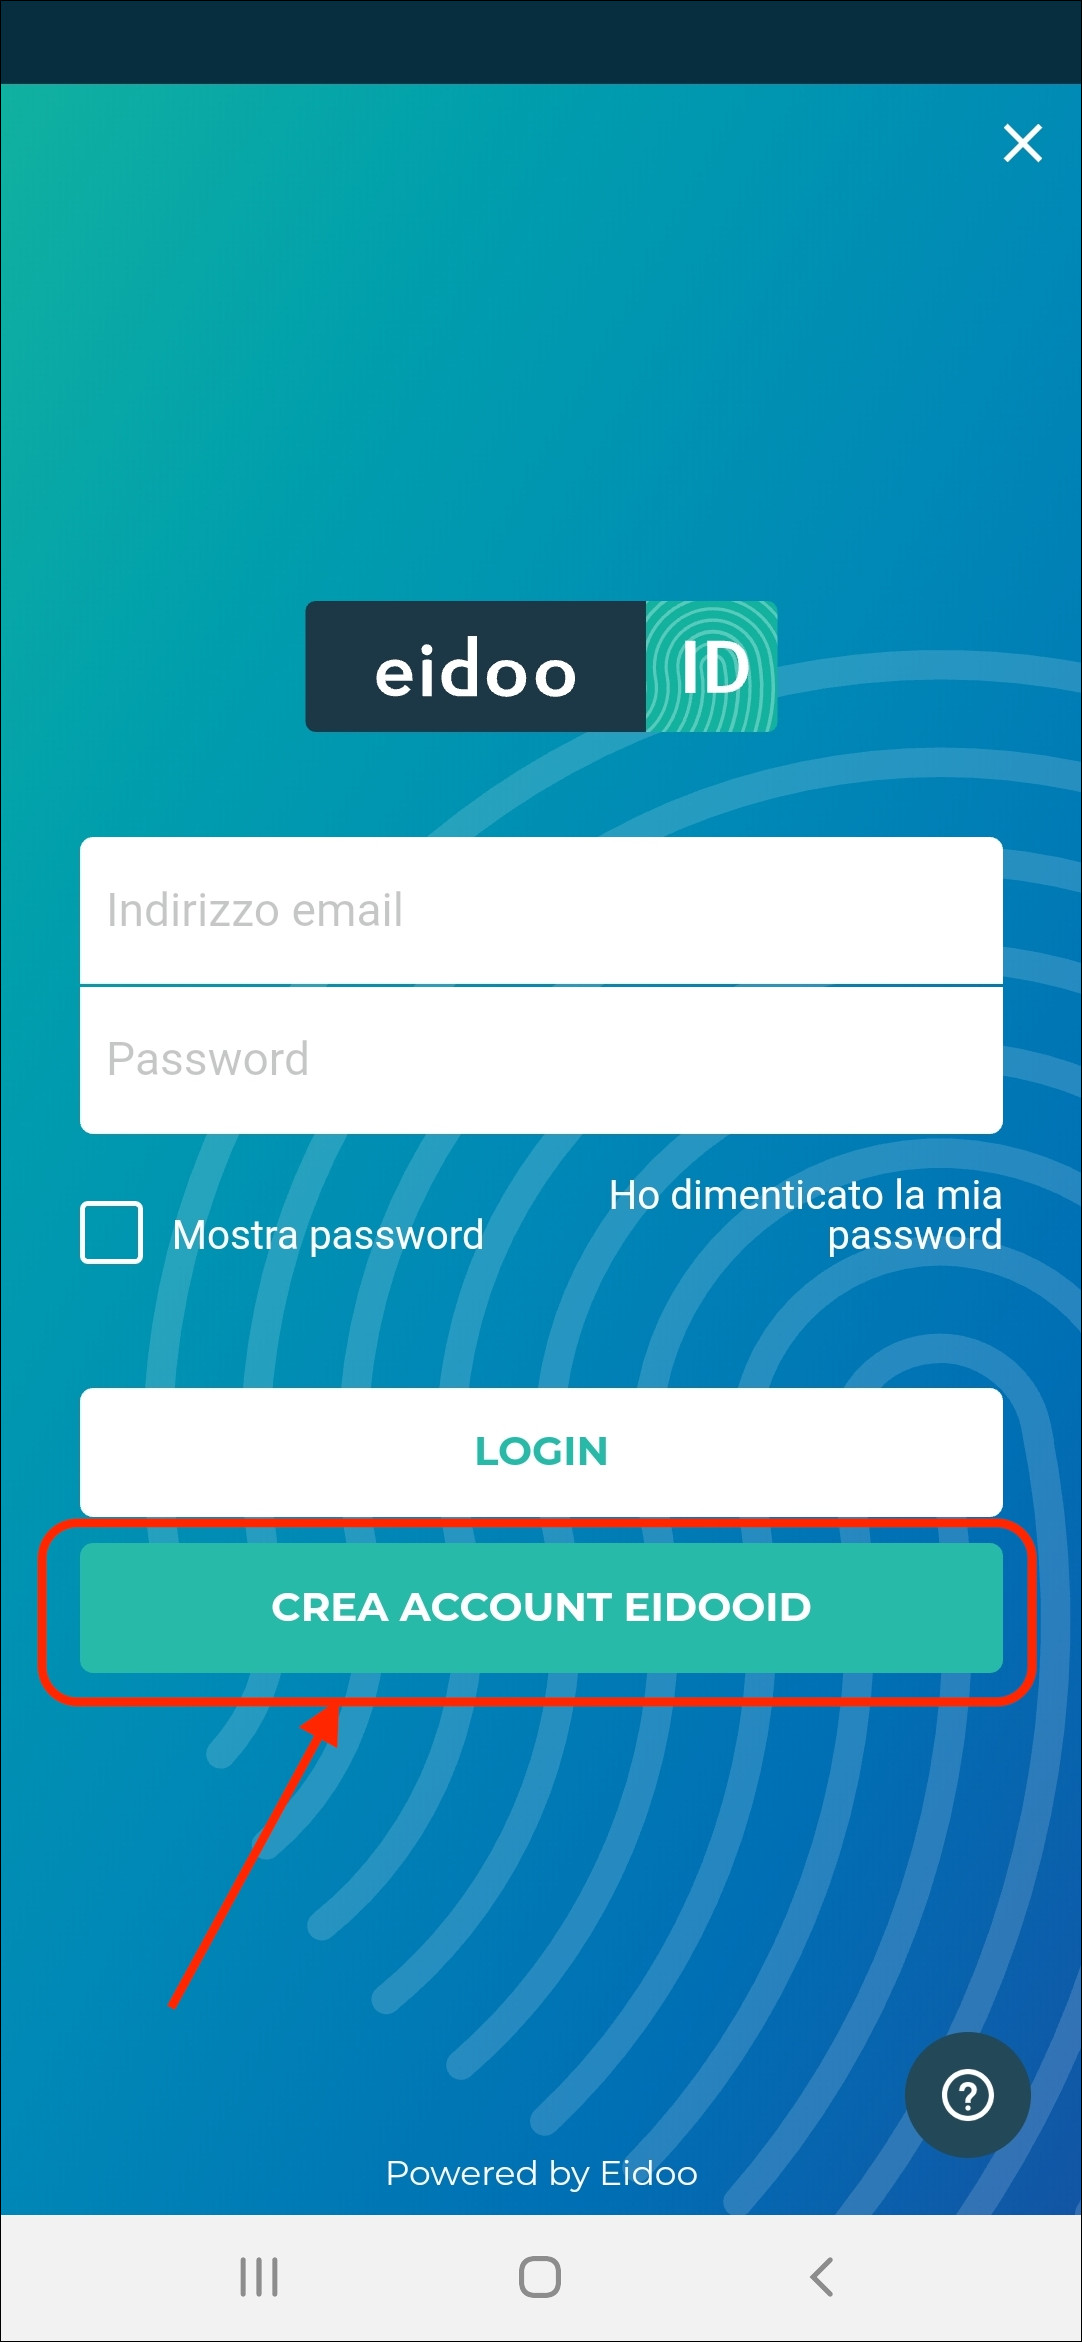 eidoo ID
Indirizzo email
Password
Mostra password
Ho dimenticato la mia
password
LOGIN
CREA ACCOUNT EIDOOID
?
Powered by Eidoo